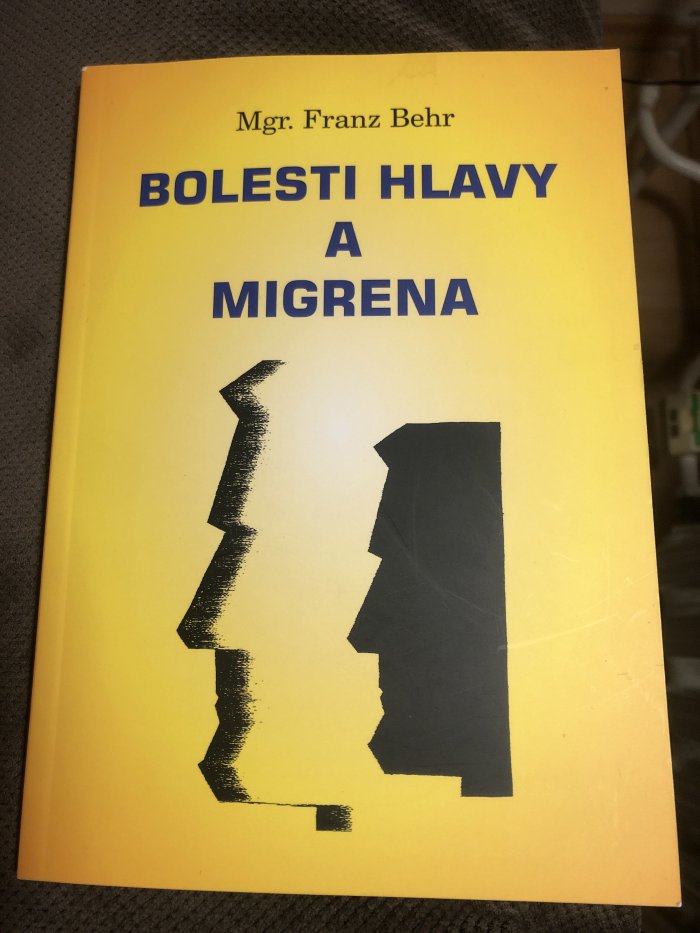 Mgr. Franz Behr
BOLESTI HLAVY
A
MIGRENA